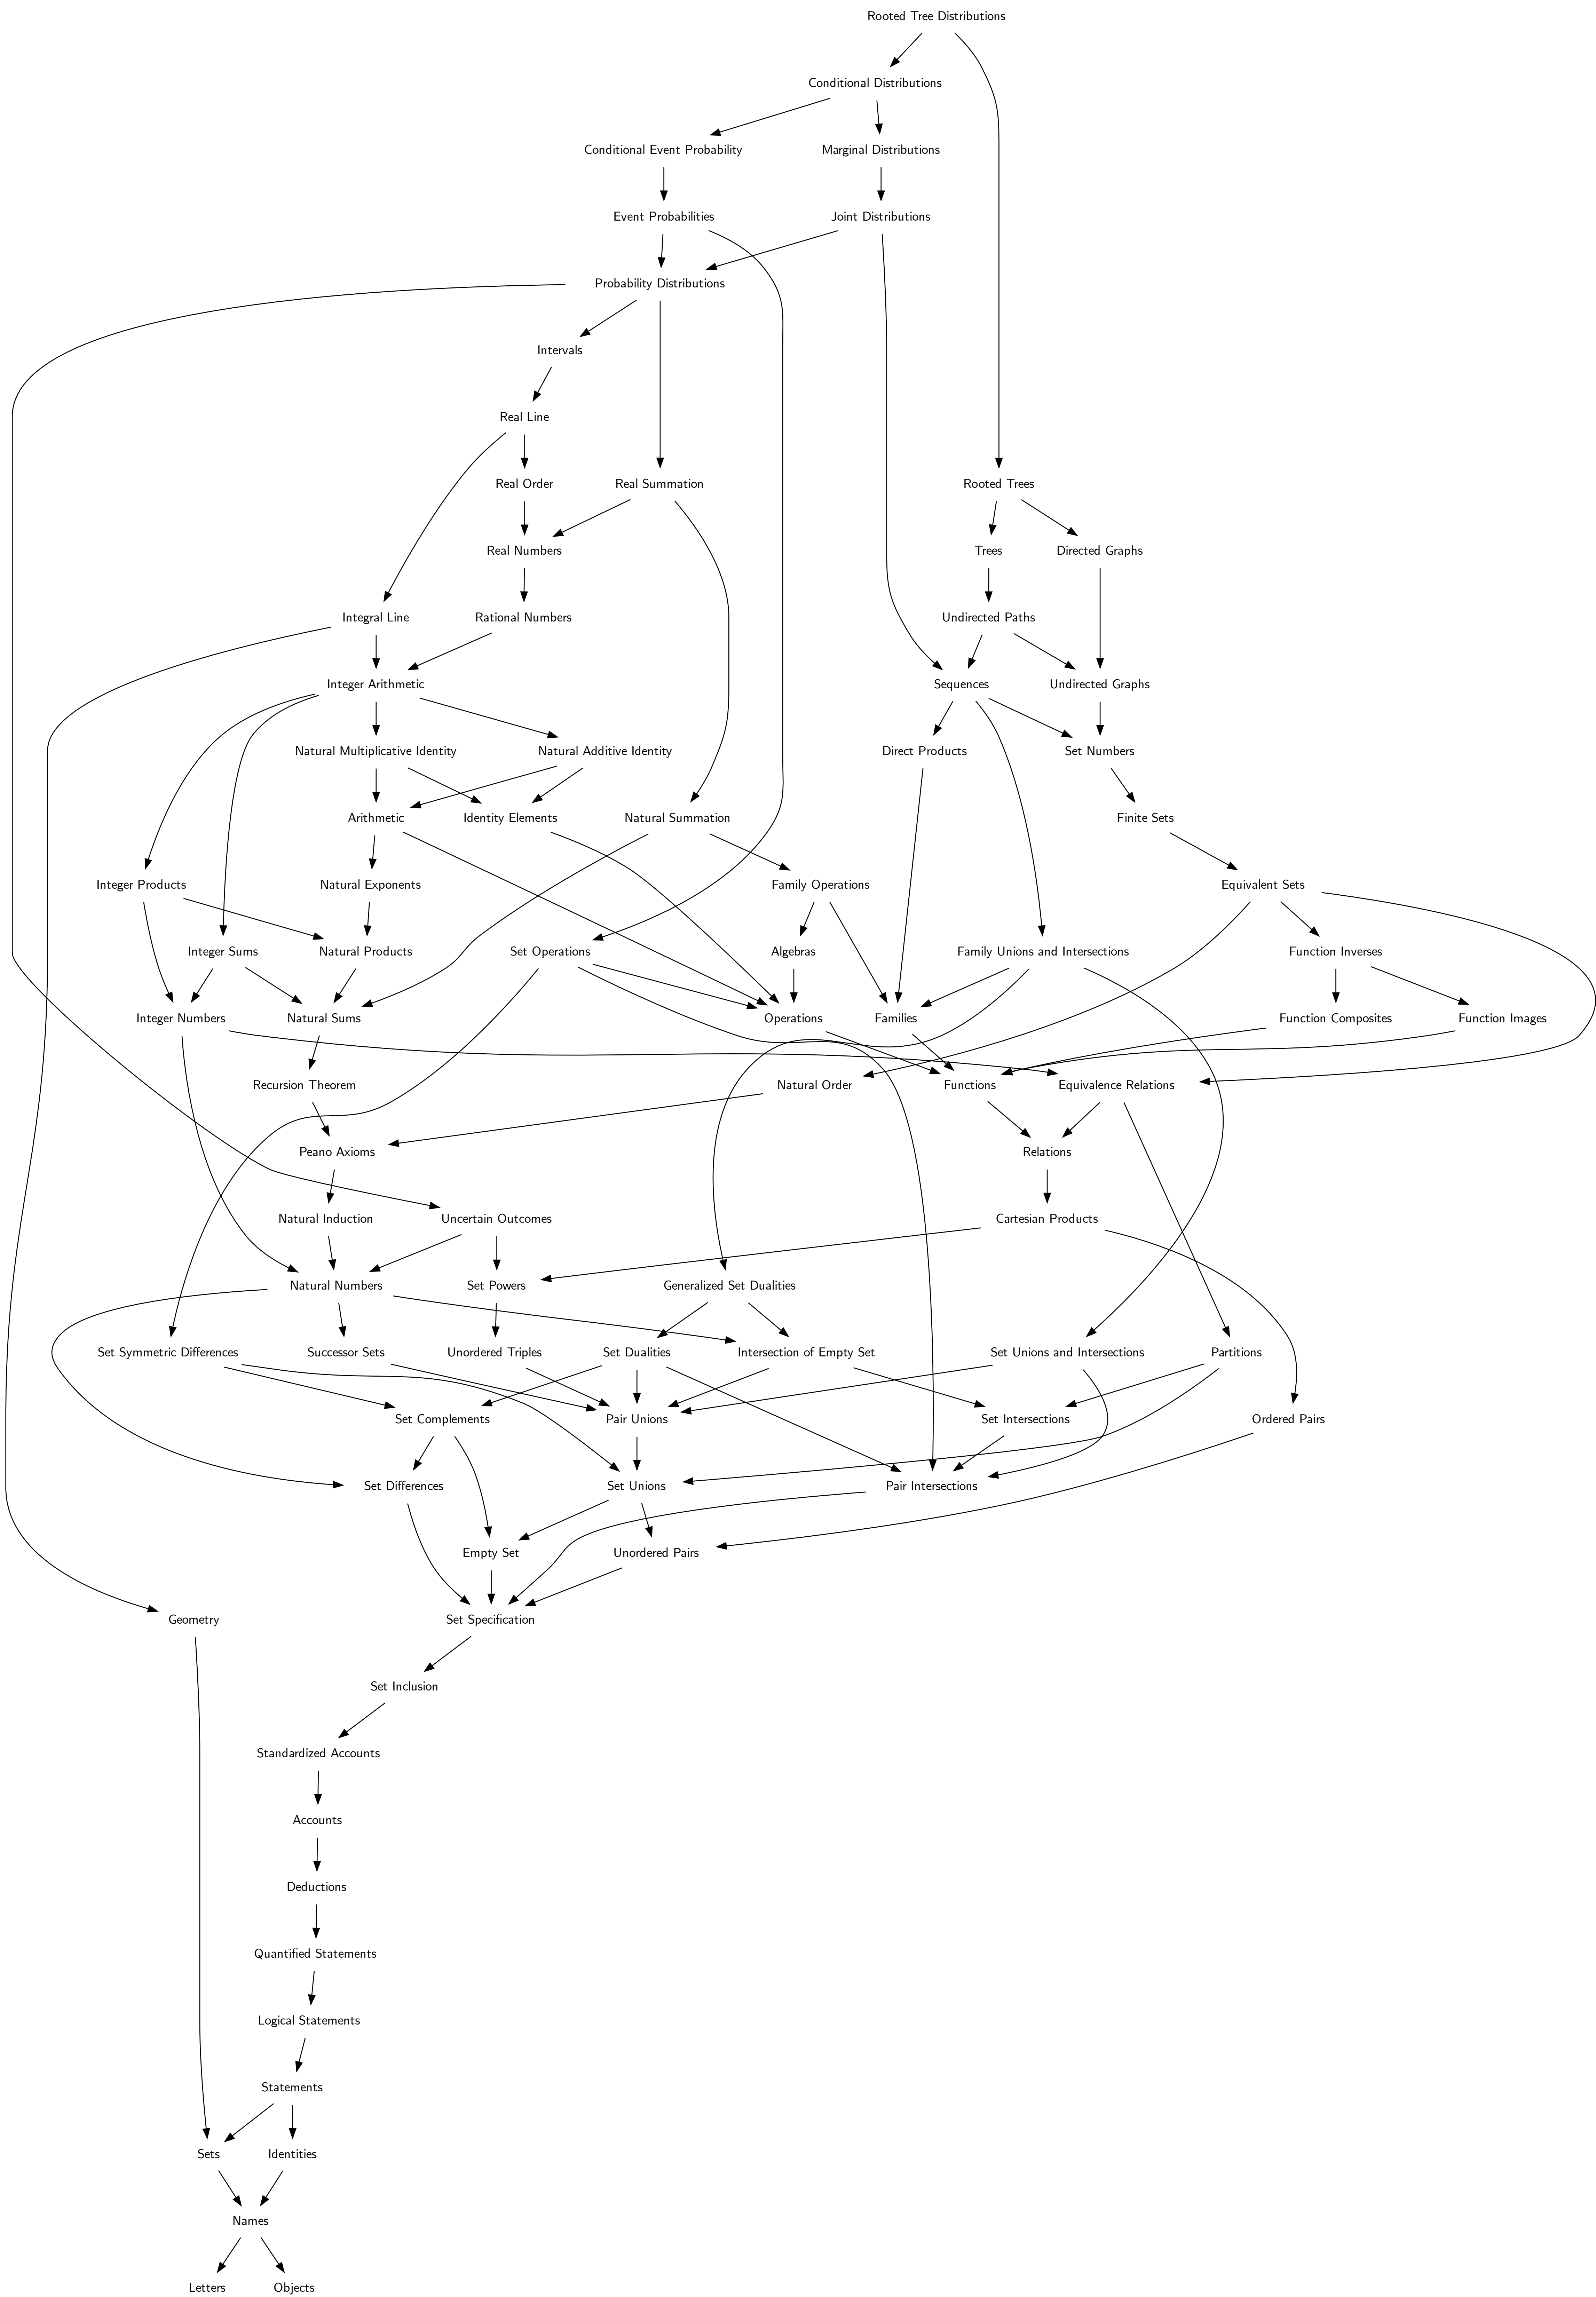 Rooted Tree Distributions
Conditional Distributions
Conditional Event Probability
Marginal Distributions
Event Probabilities
Joint Distributions
Probability Distributions
Intervals
Real Line
Real Order
Real Summation
Rooted Trees
Real Numbers
Trees
Directed Graphs
Integral Line
Rational Numbers
Undirected Paths
Integer Arithmetic
Sequences
Undirected Graphs
Natural Multiplicative Identity
Natural Additive Identity
Direct Products
Set Numbers
Arithmetic
Identity Elements
Natural Summation
Finite Sets
Integer Products
Natural Exponents
Family Operations
Equivalent Sets
Integer Sums
Natural Products
Set Operations
Algebras
Family Unions and Intersections
Function Inverses
Integer Numbers
Natural Sums
Operations
Families
Function Composites
Function Images
Recursion Theorem
Natural Order
Functions
Equivalence Relations
Peano Axioms
Relations
Natural Induction
Uncertain Outcomes
Cartesian Products
Natural Numbers
Set Powers
Generalized Set Dualities
Set Symmetric Differences
Successor Sets
Unordered Triples
Set Dualities
Intersection of Empty Set
Set Unions and Intersections
Partitions
Set Complements
Pair Unions
Set Intersections
Ordered Pairs
Set Differences
Set Unions
Pair Intersections
Empty Set
Unordered Pairs
Geometry
Set Specification
Set Inclusion
Standardized Accounts
Accounts
Deductions
Quantified Statements
Logical Statements
Statements
Sets
Identities
Names
Letters
Objects